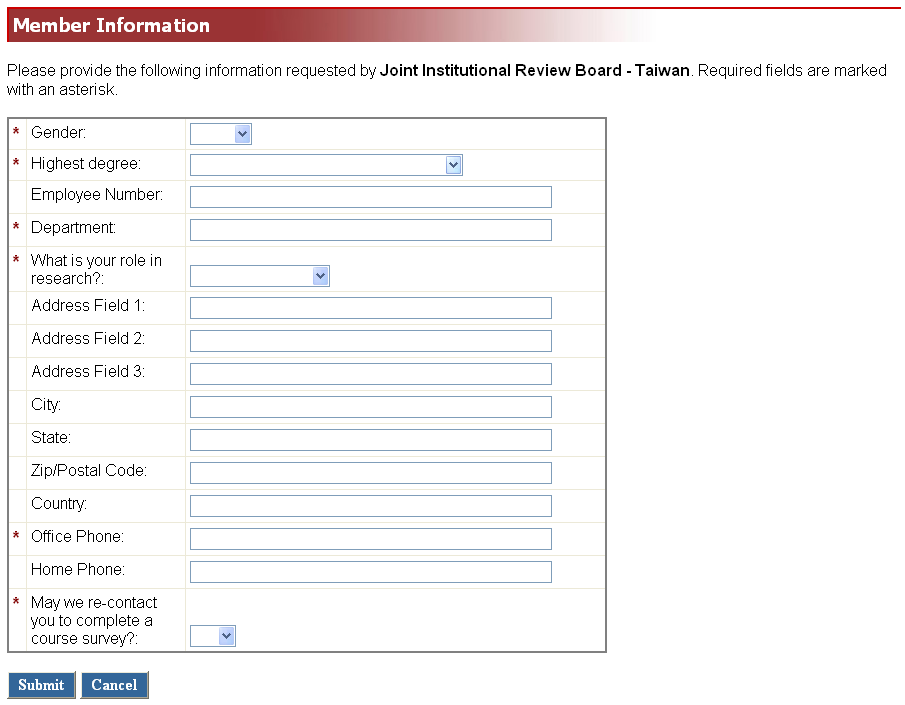 Member Information
Please provide the following information requested by Joint Institutional Review Board - Taiwan. Required fields are marked
with an asterisk.
* Gender:
* Highest degree:
Employee Number:
* Department:
* What is your role in
research?:
Address Field 1:
Address Field 2:
Address Field 3:
City:
State:
Zip/Postal Code:
Country:
* Office Phone:
Home Phone:
* May we re-contact
you to complete a
course survey?:
Submit Cancel